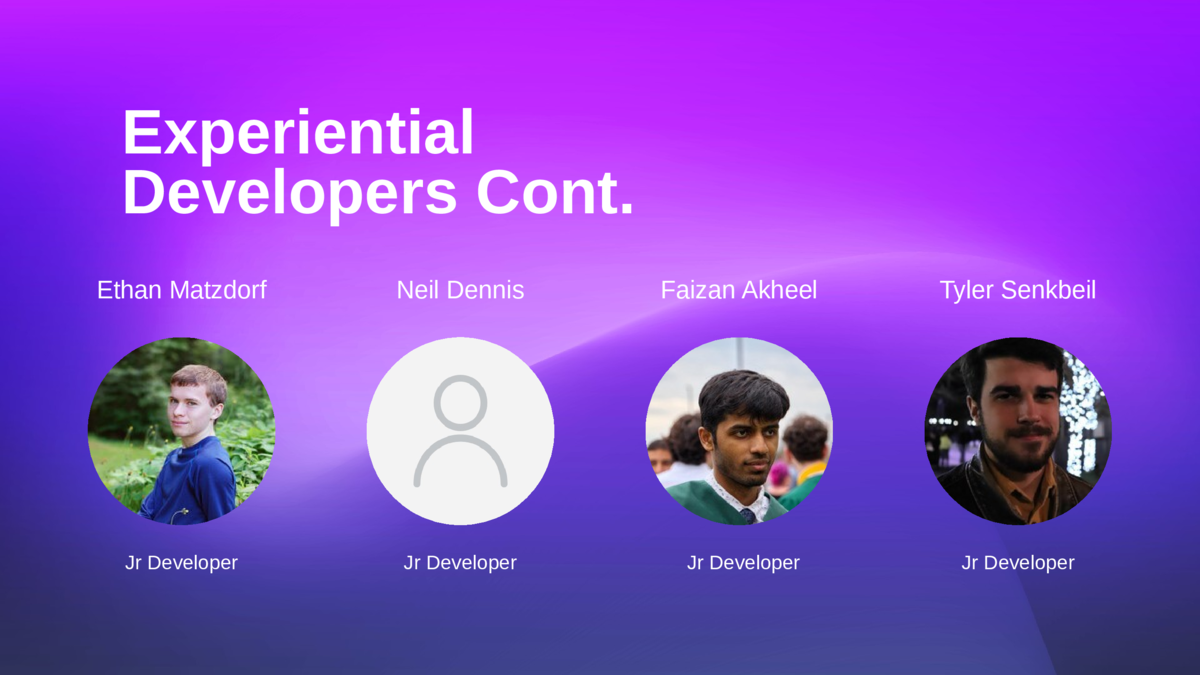 Experiential
Developers Cont.
Ethan Matzdorf
Neil Dennis
Faizan Akheel
Tyler Senkbeil
Jr Developer
Jr Developer
Jr Developer
Jr Developer